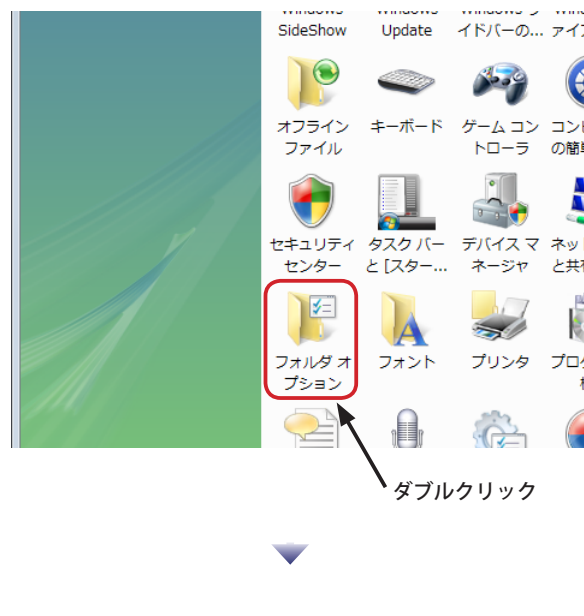 SideShow Update イドバーの...
オフライン キーボード ゲーム コン
ファイル トローラ の簡
セキュリティ タスク バー デバイス マ ネッ
センター と [スター... ネージャ と共
フォルダ オ フォント プリンタ プロ
プション
ダブルクリック